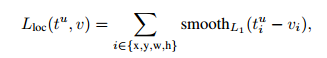 L_loc(t^u, v) = ∑_{i∈{x,y,w,h}} smooth_{L_1}(t_i^u − v_i),